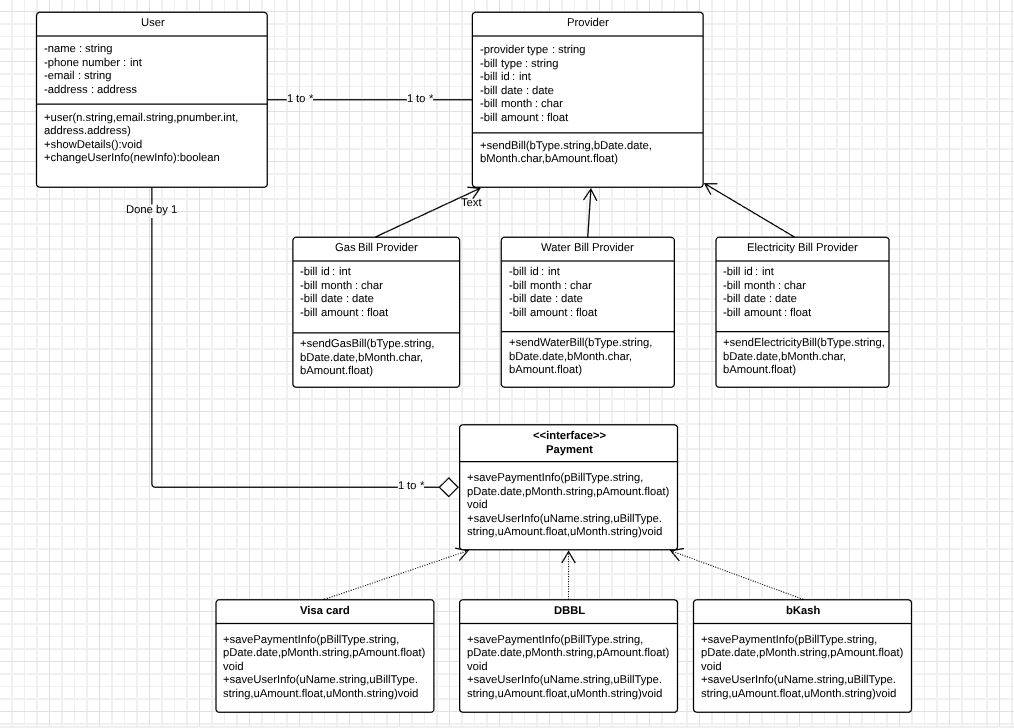 User
-name : string
-phone number : int
-email : string
-address : address
+user(n.string,email.string,pnumber.int,
address.address)
+showDetails():void
+changeUserInfo(newInfo):boolean
1 to *
1 to *
Provider
-provider type : string
-bill type : string
-bill id : int
-bill date : date
-bill month : char
-bill amount : float
+sendBill(bType.string,bDate.date,
bMonth.char,bAmount.float)
Done by 1
Text
Gas Bill Provider
-bill id : int
-bill month : char
-bill date : date
-bill amount : float
+sendGasBill(bType.string,
bDate.date,bMonth.char,
bAmount.float)
Water Bill Provider
-bill id : int
-bill month : char
-bill date : date
-bill amount : float
+sendWaterBill(bType.string,
bDate.date,bMonth.char,
bAmount.float)
Electricity Bill Provider
-bill id : int
-bill month : char
-bill date : date
-bill amount : float
+sendElectricityBill(bType.string,
bDate.date,bMonth.char,
bAmount.float)
1 to *
<<interface>>
Payment
+savePaymentInfo(pBillType.string,
pDate.date,pMonth.string,pAmount.float)
void
+saveUserInfo(uName.string,uBillType.
string,uAmount.float,uMonth.string)void
Visa card
+savePaymentInfo(pBillType.string,
pDate.date,pMonth.string,pAmount.float)
void
+saveUserInfo(uName.string,uBillType.
string,uAmount.float,uMonth.string)void
DBBL
+savePaymentInfo(pBillType.string,
pDate.date,pMonth.string,pAmount.float)
void
+saveUserInfo(uName.string,uBillType.
string,uAmount.float,uMonth.string)void
bKash
+savePaymentInfo(pBillType.string,
pDate.date,pMonth.string,pAmount.float)
void
+saveUserInfo(uName.string,uBillType.
string,uAmount.float,uMonth.string)void